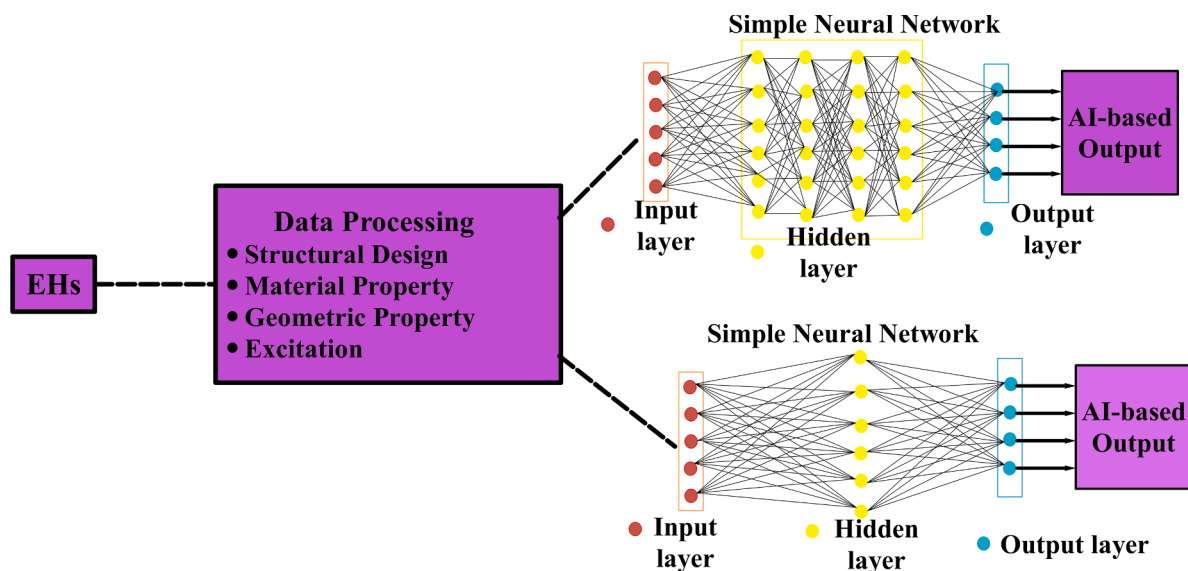 EHs
Data Processing
• Structural Design
• Material Property
• Geometric Property
• Excitation
Simple Neural Network
Input
layer
Hidden
layer
Output
layer
AI-based
Output
Simple Neural Network
Input
layer
Hidden
layer
Output layer
AI-based
Output